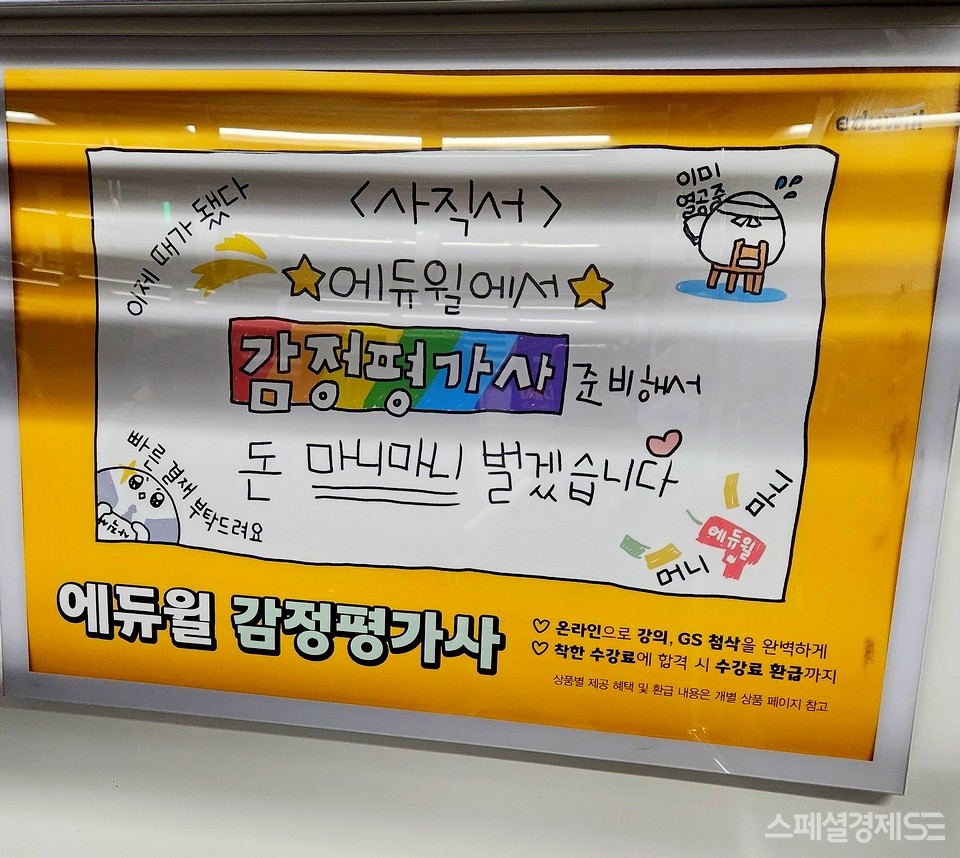 eduwill
이제 때가 됐다
<사직서>
이미
열공중
에듀윌에서
감정평가사 준비해서
돈 마니마니 벌겠습니다
빠른 결재 부탁드려요
마니
에듀윌
머니
에듀윌 감정평가사
♡ 온라인으로 강의, GS 첨삭을 완벽하게
♡ 착한 수강료에 합격 시 수강료 환급까지
상품별 제공 혜택 및 환급 내용은 개별 상품 페이지 참고
스페셜경제SE